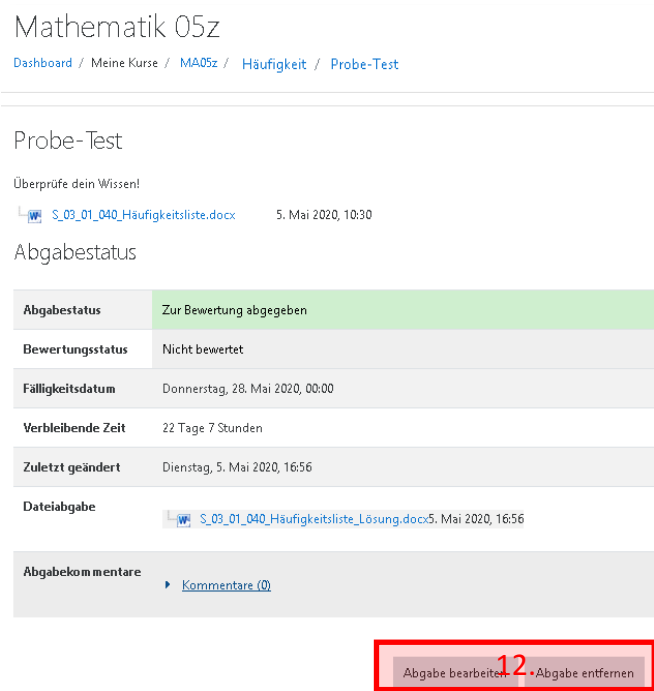 Mathematik 05z
Dashboard / Meine Kurse / MA05z / Häufigkeit / Probe-Test
Probe-Test
Überprüfe dein Wissen!
S_03_01_040_Häufigkeitsliste.docx 5. Mai 2020, 10:30
Abgabestatus
Abgabestatus Zur Bewertung abgegeben
Bewertungsstatus Nicht bewertet
Fälligkeitsdatum Donnerstag, 28. Mai 2020, 00:00
Verbleibende Zeit 22 Tage 7 Stunden
Zuletzt geändert Dienstag, 5. Mai 2020, 16:56
Dateiabgabe
S_03_01_040_Häufigkeitsliste_Lösung.docx5. Mai 2020, 16:56
Abgabekommentare
Kommentare (0)
Abgabe bearbeiten 12. Abgabe entfernen